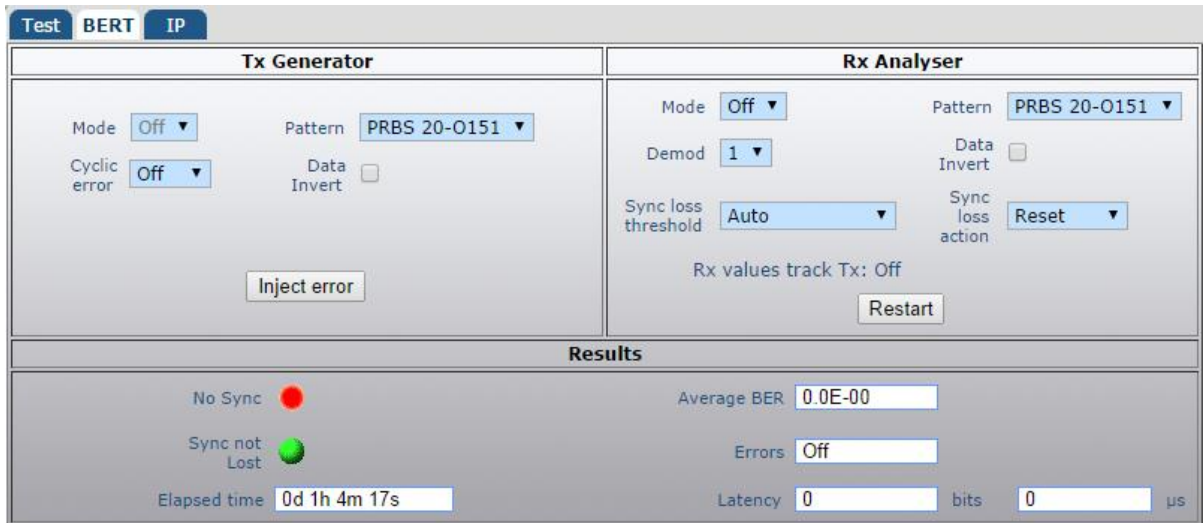 Test BERT IP
Tx Generator
Mode Off Pattern PRBS 20-O151
Cyclic error Off Data Invert
Inject error
Rx Analyser
Mode Off Pattern PRBS 20-O151
Demod 1 Data Invert
Sync loss threshold Auto Sync loss action Reset
Rx values track Tx: Off
Restart
Results
No Sync Average BER 0.0E-00
Sync not Lost Errors Off
Elapsed time 0d 1h 4m 17s Latency 0 bits 0 µs